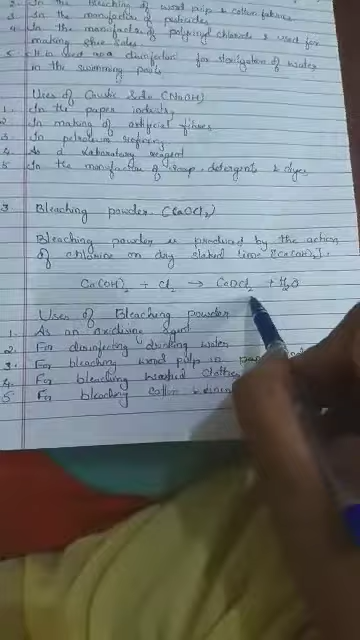 2. In the bleaching of wood pulp & cotton fabrics
3. In the manufacture of pesticides
4. In the manufacture of polyvinyl chloride & used for
making shoe soles
5. It is used as a disinfection for sterilization of water
in the swimming pools
Uses of Caustic Soda (NaOH)
1. In the paper industry
2. In making of artificial fibres
3. In petroleum refining
4. As a laboratory reagent
5 In the manufacture of soap, detergents & dyes
3 Bleaching powder (CaOCl2)
Bleaching powder is produced by the action
of chlorine on dry slaked lime [Ca(OH)2].
Ca(OH)2 + Cl2 → CaOCl2 + H2O
Uses of Bleaching powder
1. As an oxidising agent
2. For disinfecting drinking water
3. For bleaching wood pulp in
4. For bleaching washed clothes
5 For bleaching cotton &